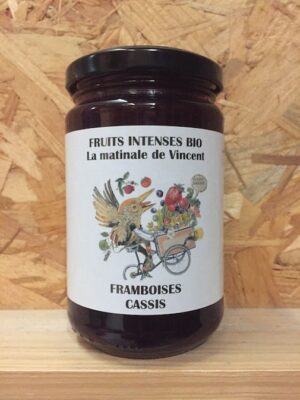 FRUITS INTENSES BIO
La matinale de Vincent
FRAMBOISES
CASSIS